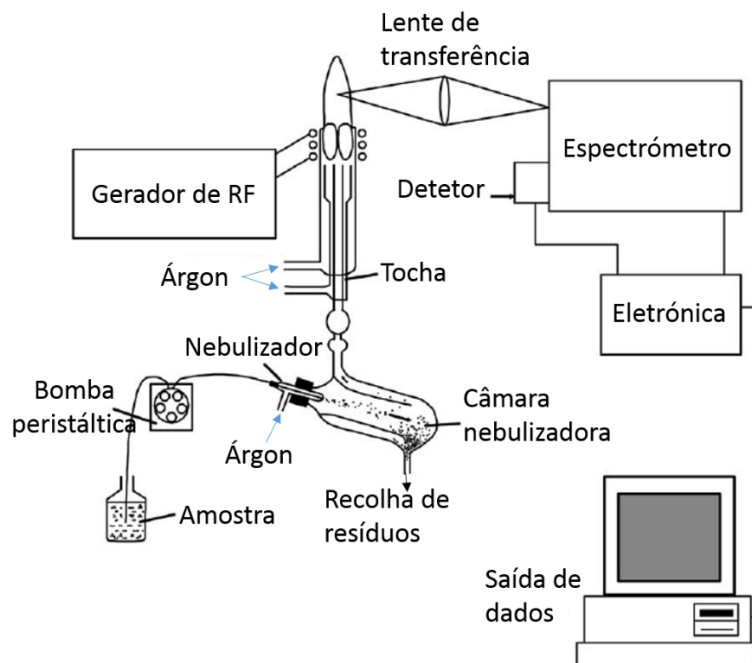 Lente de
transferência
Espectrómetro
Gerador de RF
Detetor
Árgon
Tocha
Eletrónica
Nebulizador
Bomba
peristáltica
Câmara
nebulizadora
Árgon
Recolha de
resíduos
Amostra
Saída de
dados